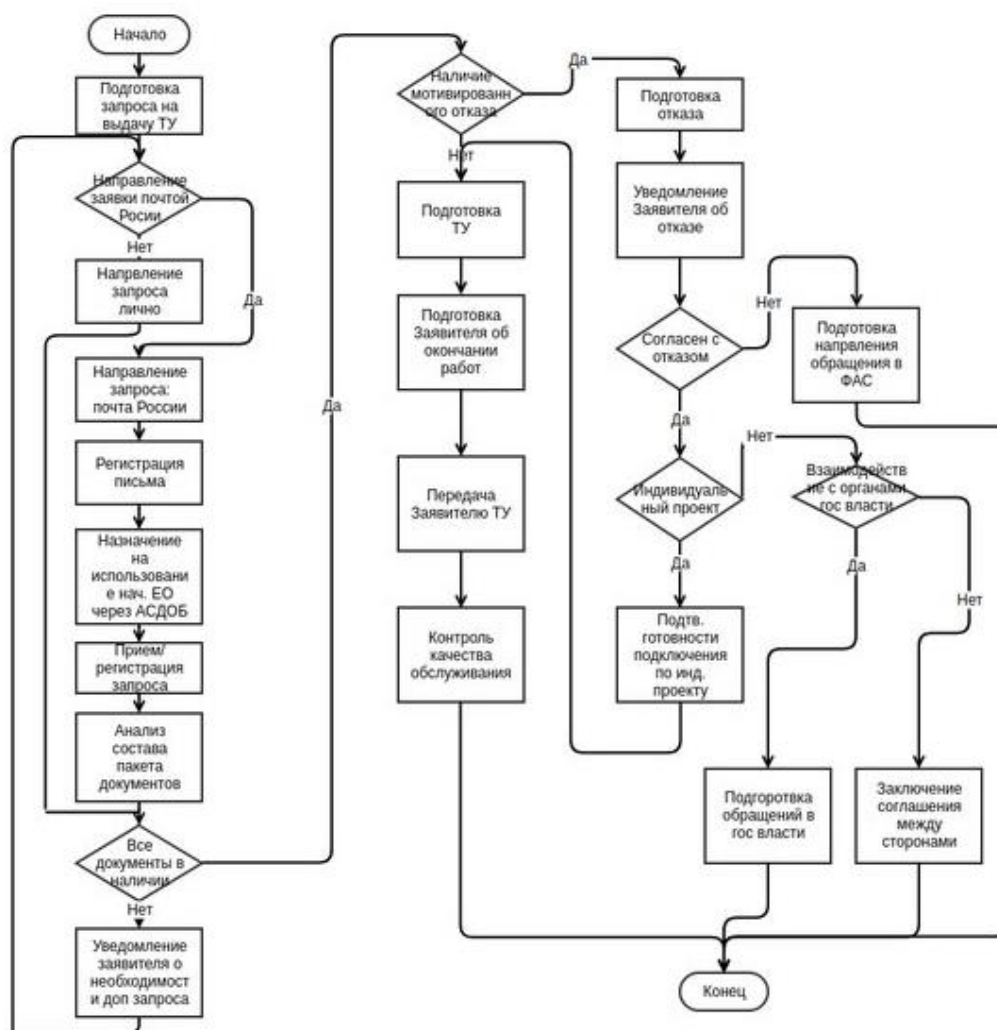 Начало
Подготовка
запроса на
выдачу ТУ
Направление
заявки почтой
Росии
Нет
Да
Напрвление
запроса
лично
Направление
запроса:
почта России
Регистрация
письма
Назначение
на
использовани
е нач. ЕО
через АСДОБ
Прием/
регистрация
запроса
Анализ
состава
пакета
документов
Все
документы в
наличии
Да
Нет
Уведомление
заявителя о
необходимост
и доп запроса
Наличие
мотивированн
ого отказа
Да
Нет
Подготовка
ТУ
Подготовка
Заявителя об
окончании
работ
Передача
Заявителю ТУ
Контроль
качества
обслуживания
Подготовка
отказа
Уведомление
Заявителя об
отказе
Согласен с
отказом
Нет
Да
Подготовка
напрвления
обращения в
ФАС
Индивидуаль
ный проект
Нет
Да
Взаимодейств
ие с органами
гос власти
Да
Нет
Подтв.
готовности
подключения
по инд.
проекту
Подгоротвка
обращений в
гос власти
Заключение
соглашения
между
сторонами
Конец